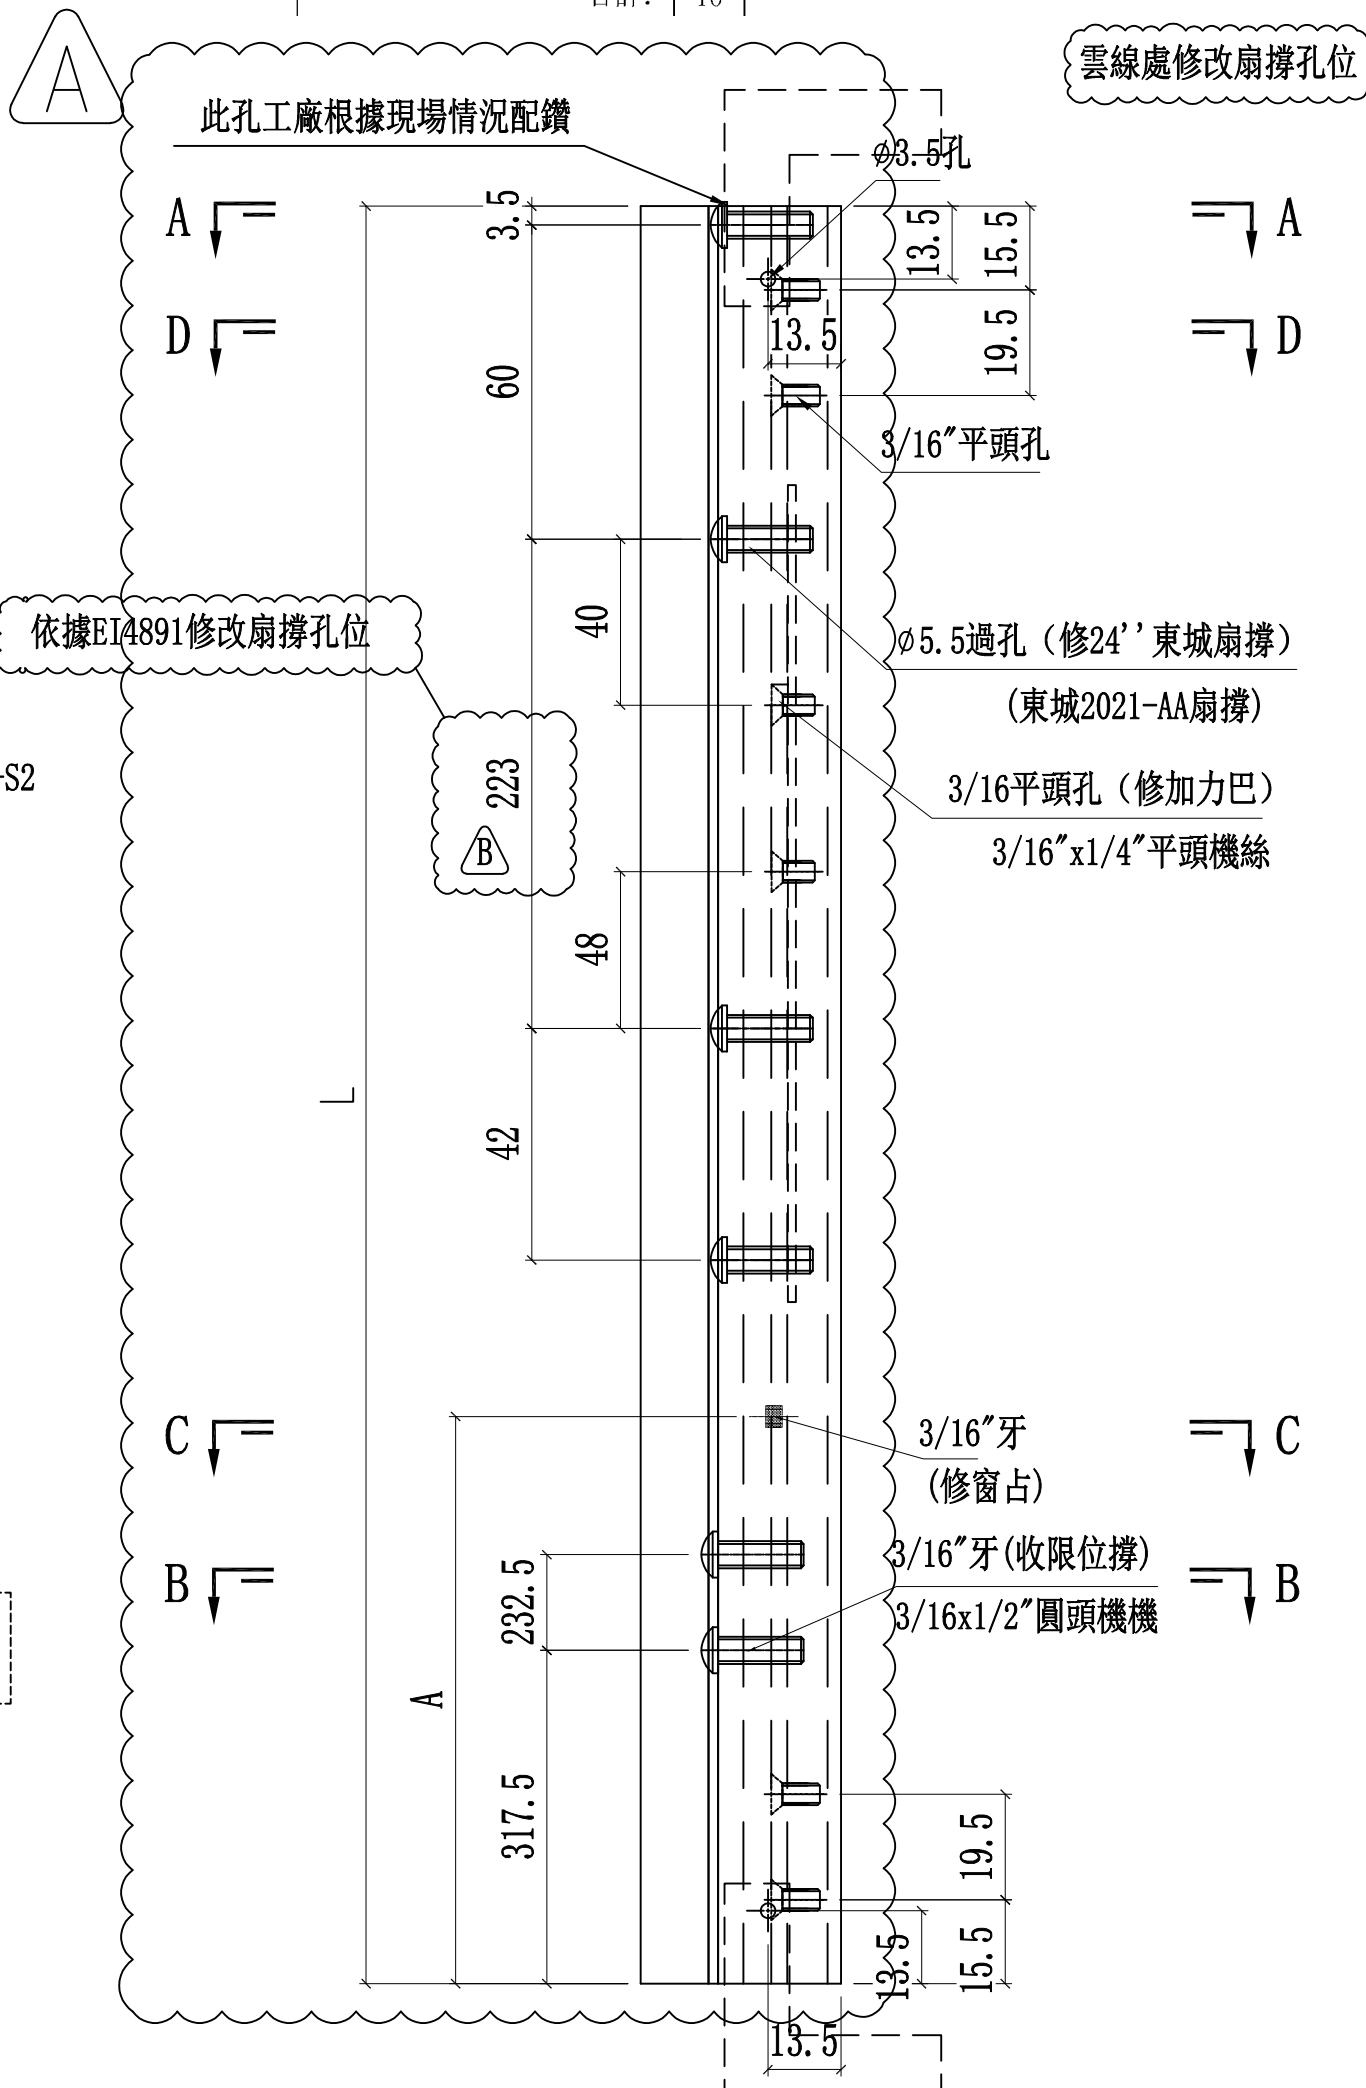 A
雲線處修改扇撐孔位
此孔工廠根據現場情況配鑽
⌀3.5孔
A
3.5
13.5
15.5
A
D
13.5
19.5
D
60
3/16″平頭孔
依據EI4891修改扇撐孔位
40
⌀5.5過孔（修24''東城扇撐）
(東城2021-AA扇撐)
-S2
223
3/16平頭孔（修加力巴）
B
3/16″x1/4″平頭機絲
48
L
42
C
3/16″牙
C
(修窗占)
B
232.5
3/16″牙(收限位撐)
B
3/16x1/2″圓頭機機
A
317.5
19.5
13.5
15.5
13.5